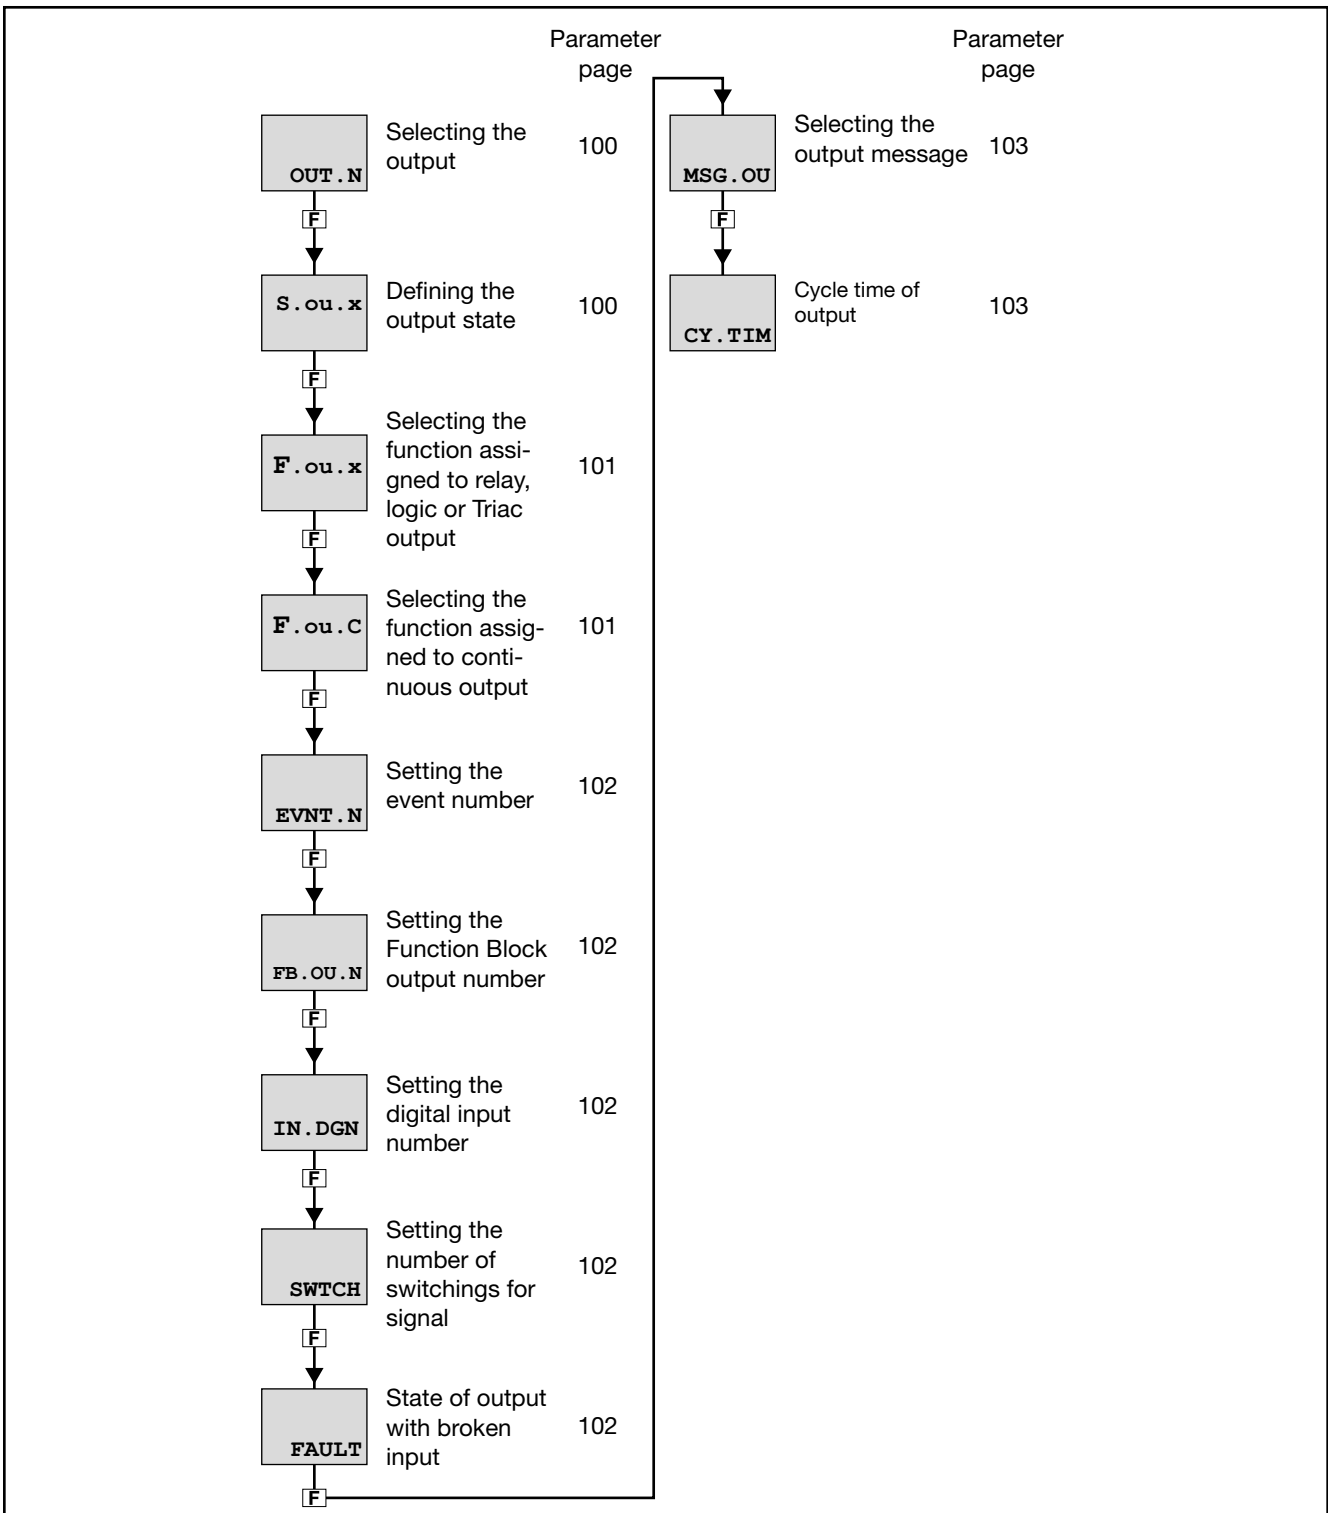 Parameter
page
OUT.N
Selecting the
output
100
F
S.ou.x
Defining the
output state
100
F
F.ou.x
Selecting the
function assi-
gned to relay,
logic or Triac
output
101
F
F.ou.C
Selecting the
function assig-
ned to conti-
nuous output
101
F
EVNT.N
Setting the
event number
102
F
FB.OU.N
Setting the
Function Block
output number
102
F
IN.DGN
Setting the
digital input
number
102
F
SWTCH
Setting the
number of
switchings for
signal
102
F
FAULT
State of output
with broken
input
102
F
Parameter
page
MSG.OU
Selecting the
output message
103
F
CY.TIM
Cycle time of
output
103